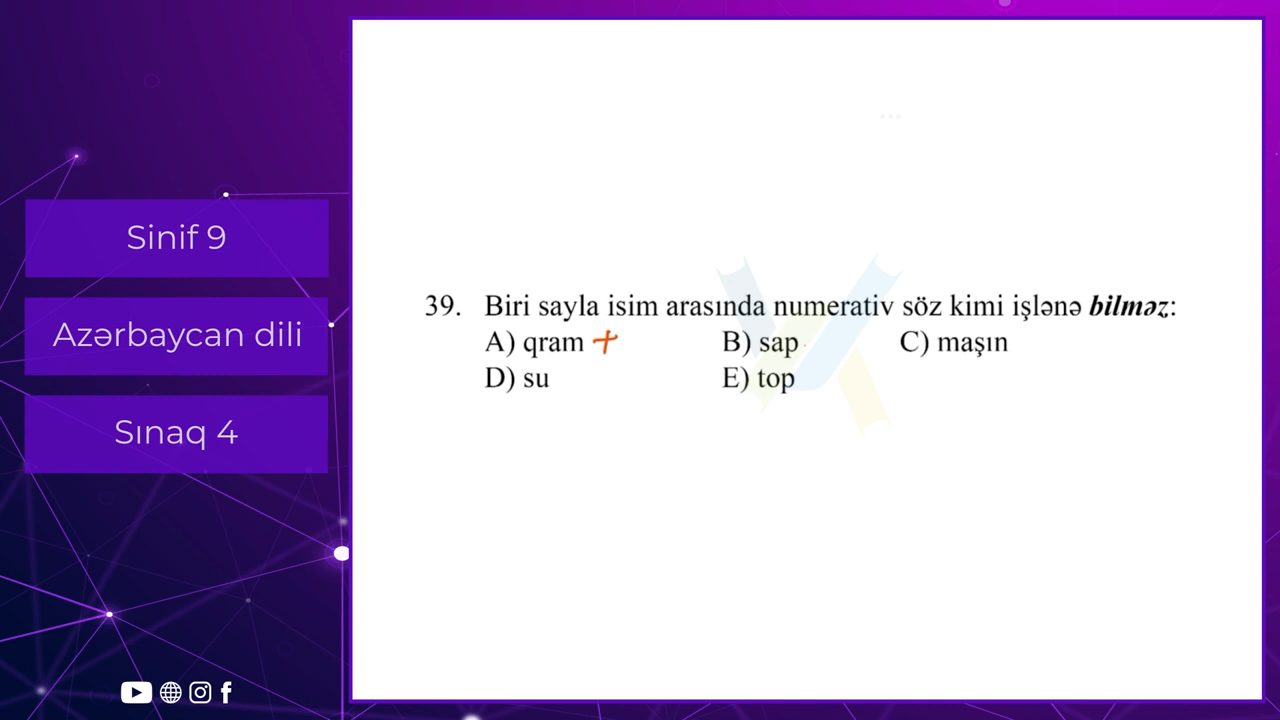 Sinif 9
Azərbaycan dili
Sınaq 4
39. Biri sayla isim arasında numerativ söz kimi işlənə bilməz:
A) qram + B) sap C) maşın
D) su E) top